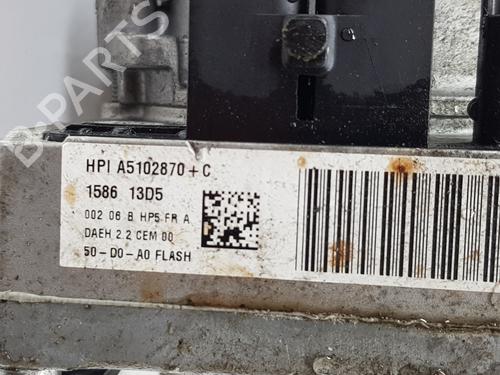 B-PARTS
HPI A5102870+C
1586 13D5
002 06 B HP5 FR A
DAEH 2.2 CEM 00
50-D0-A0 FLASH